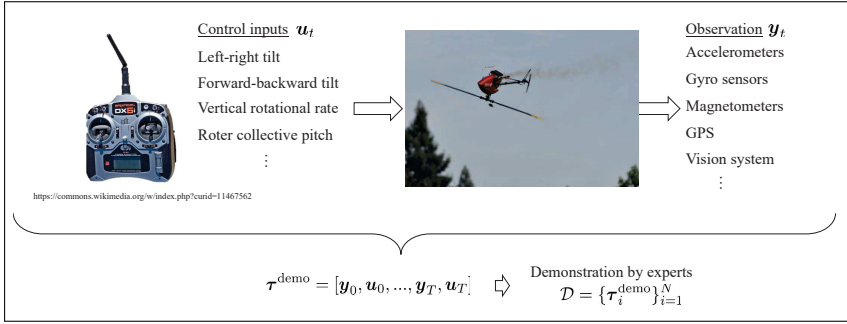 Control inputs u_t
Left-right tilt
Forward-backward tilt
Vertical rotational rate
Roter collective pitch
⋮
DX5i
https://commons.wikimedia.org/w/index.php?curid=11467562
Observation y_t
Accelerometers
Gyro sensors
Magnetometers
GPS
Vision system
⋮
τ^demo = [y_0, u_0, ..., y_T, u_T]
Demonstration by experts
𝒟 = {τ_i^demo}_{i=1}^N